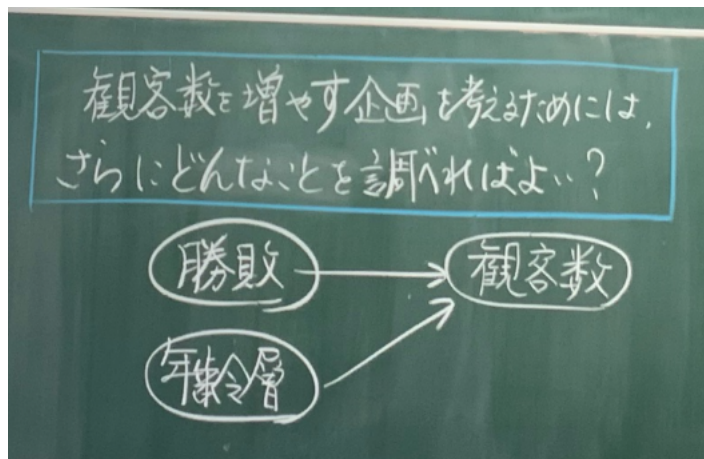 観客数を増やす企画を考えるためには、
さらにどんなことを調べればよい?
勝敗
観客数
年齢層